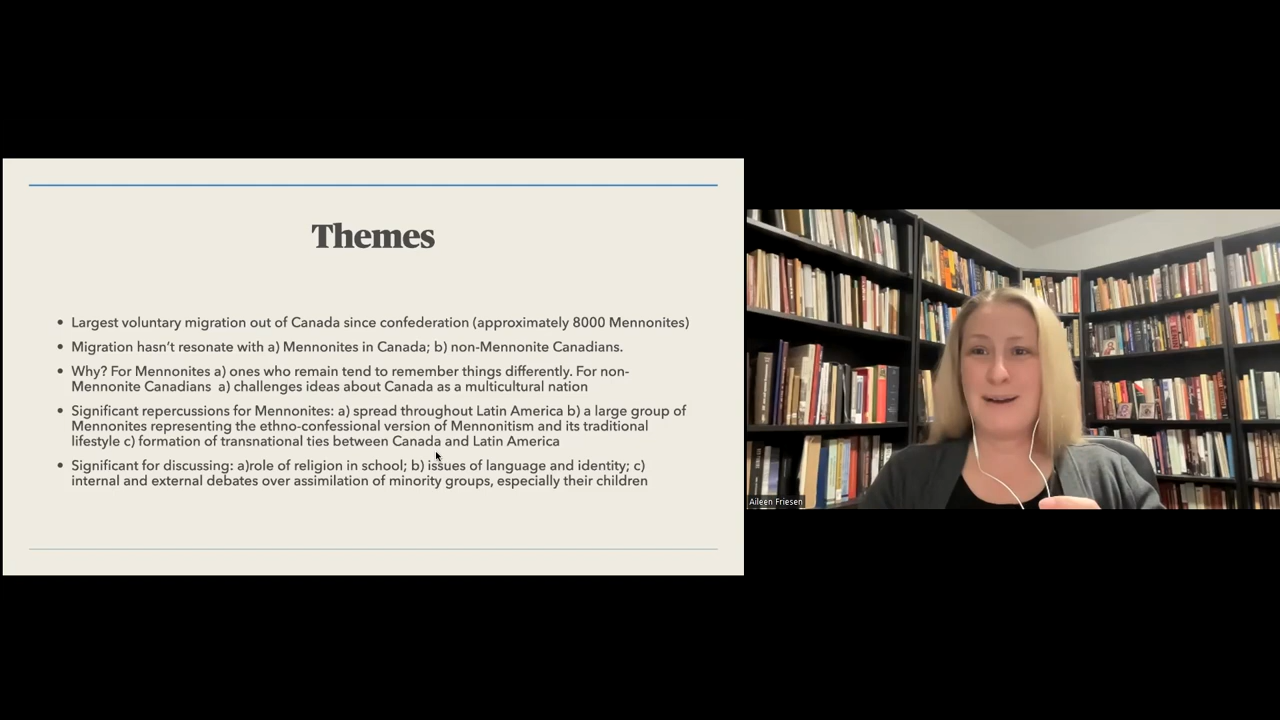 Themes
• Largest voluntary migration out of Canada since confederation (approximately 8000 Mennonites)
• Migration hasn't resonate with a) Mennonites in Canada; b) non-Mennonite Canadians.
• Why? For Mennonites a) ones who remain tend to remember things differently. For non-
Mennonite Canadians a) challenges ideas about Canada as a multicultural nation
• Significant repercussions for Mennonites: a) spread throughout Latin America b) a large group of
Mennonites representing the ethno-confessional version of Mennonitism and its traditional
lifestyle c) formation of transnational ties between Canada and Latin America
• Significant for discussing: a)role of religion in school; b) issues of language and identity; c)
internal and external debates over assimilation of minority groups, especially their children
Aileen Friesen